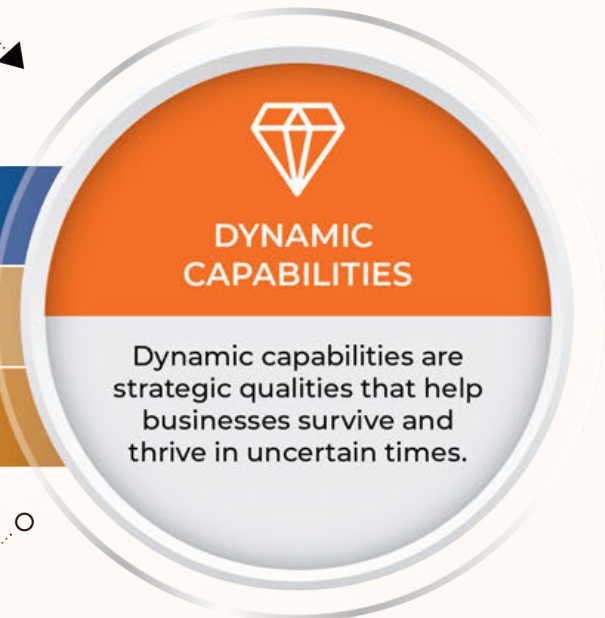 DYNAMIC
CAPABILITIES
Dynamic capabilities are
strategic qualities that help
businesses survive and
thrive in uncertain times.